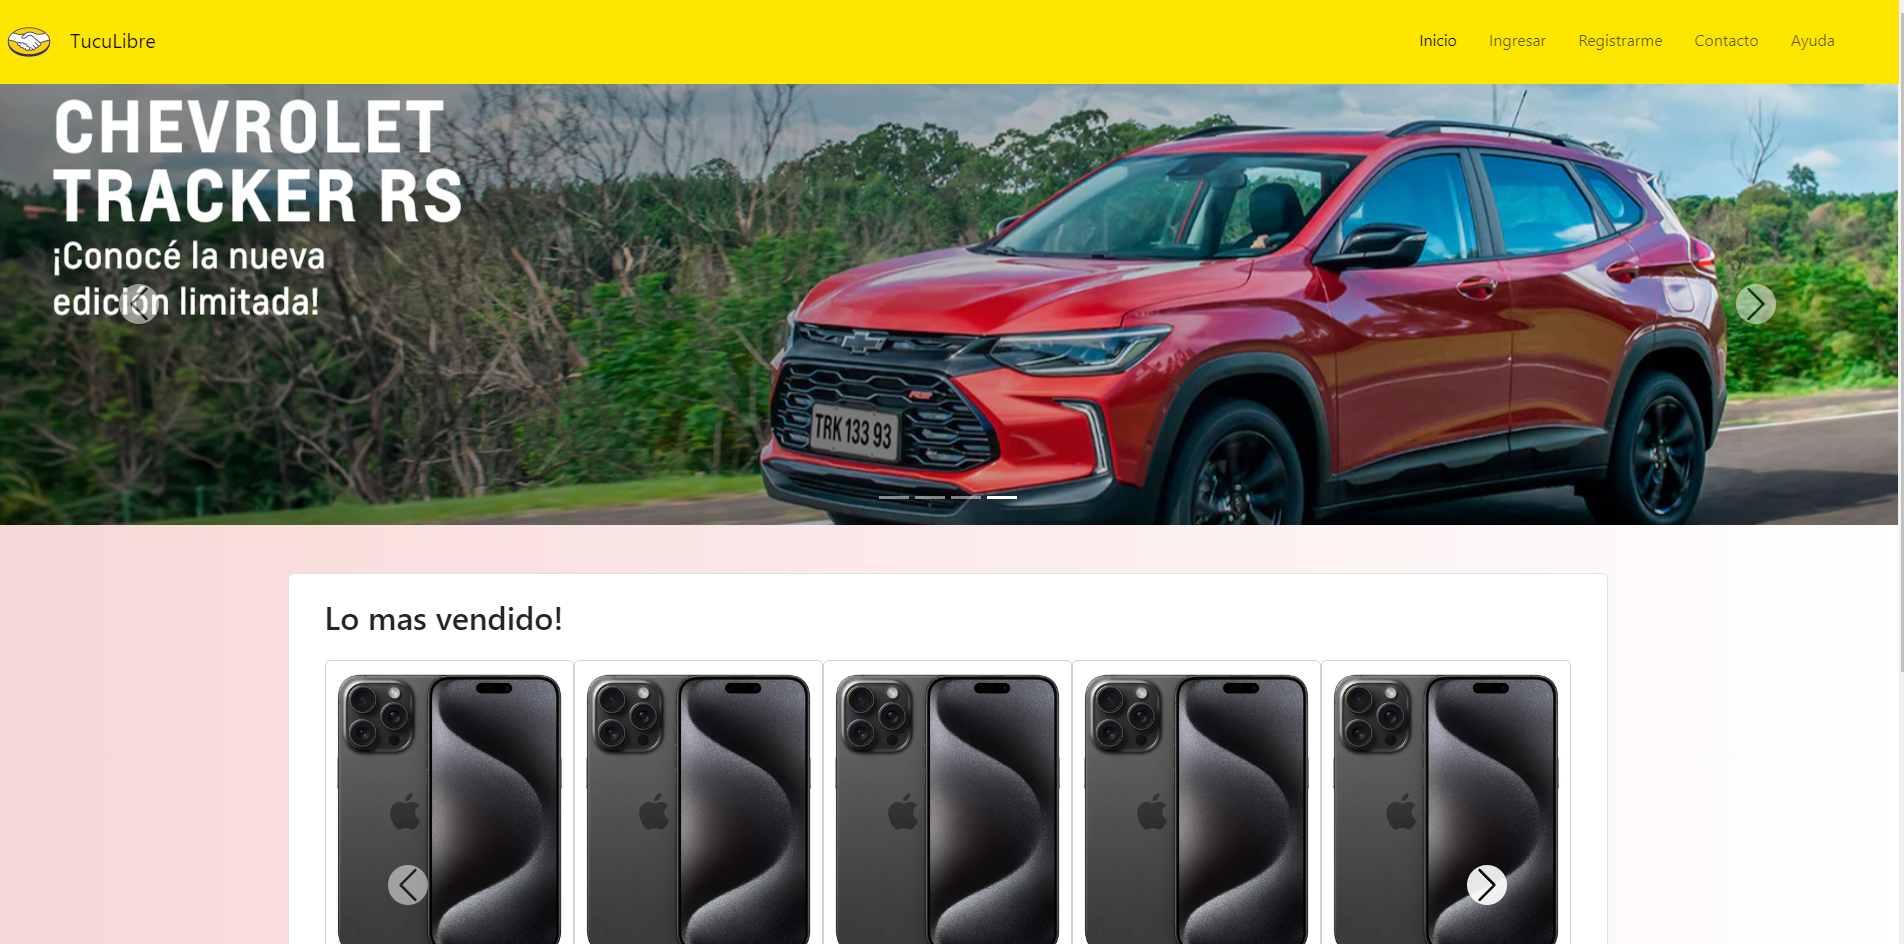 TucuLibre
Inicio Ingresar Registrarme Contacto Ayuda
CHEVROLET
TRACKER RS
¡Conocé la nueva
edición limitada!
RS
TRK 133 93
Lo mas vendido!